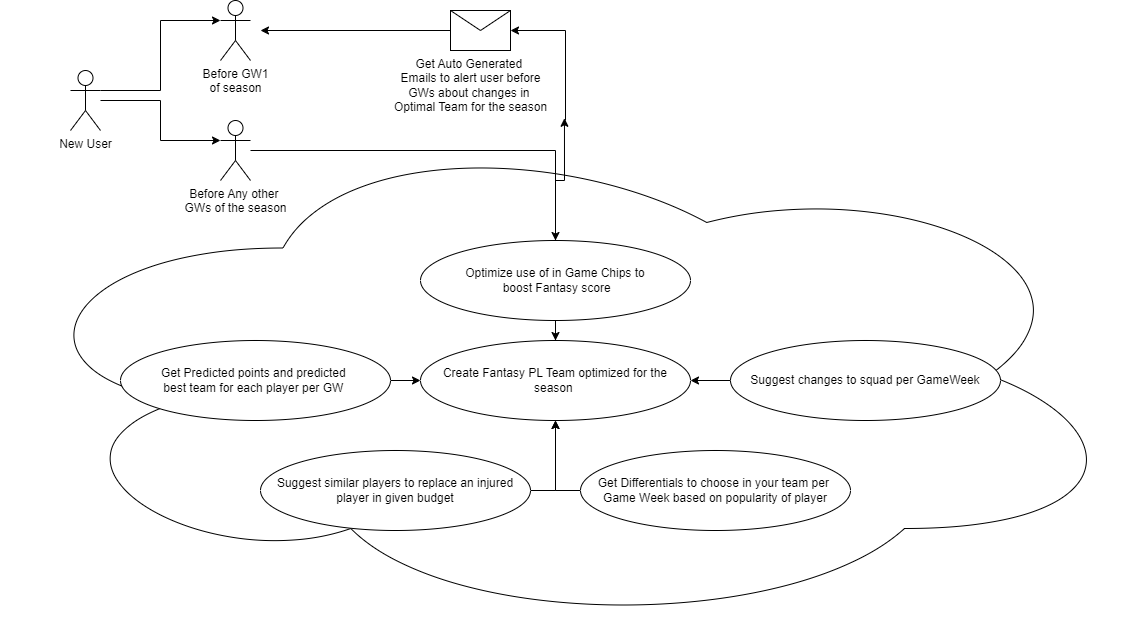 Before GW1
of season
Get Auto Generated
Emails to alert user before
GWs about changes in
Optimal Team for the season
New User
Before Any other
GWs of the season
Optimize use of in Game Chips to
boost Fantasy score
Get Predicted points and predicted
best team for each player per GW
Create Fantasy PL Team optimized for the
season
Suggest changes to squad per GameWeek
Suggest similar players to replace an injured
player in given budget
Get Differentials to choose in your team per
Game Week based on popularity of player